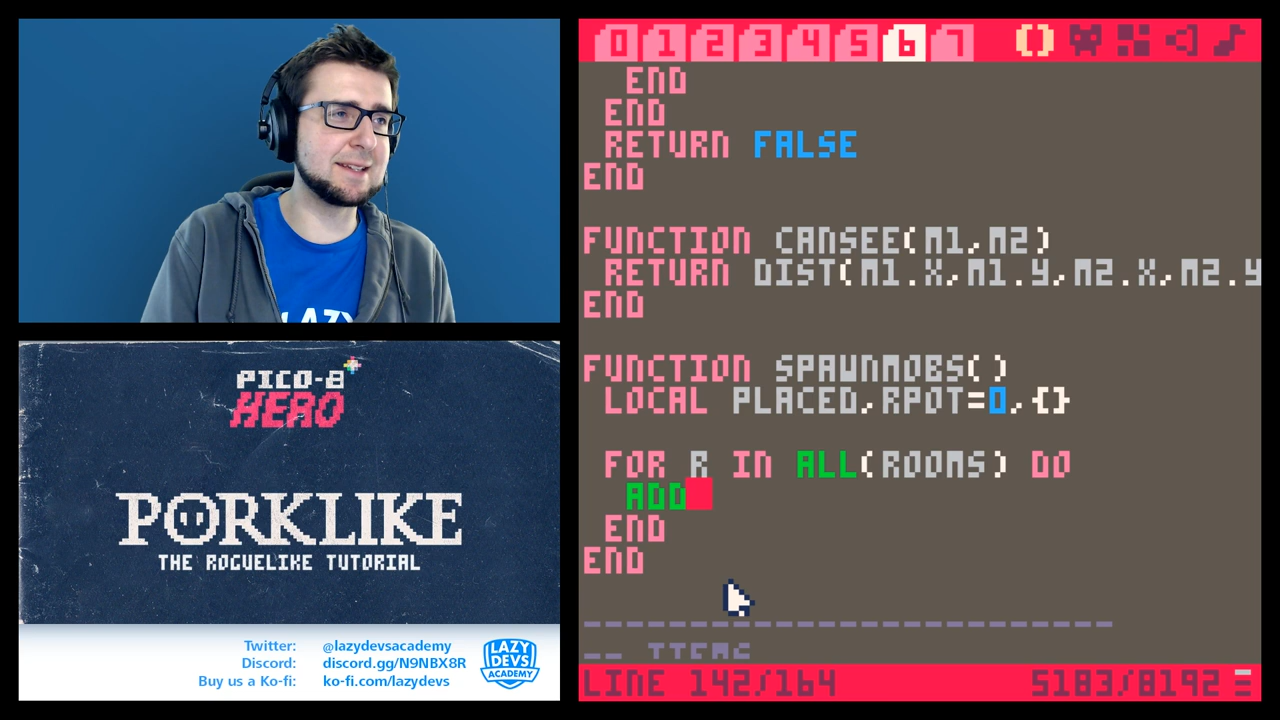 LAZY
PICO-8
HERO
PORKLIKE
THE ROGUELIKE TUTORIAL
Twitter: @lazydevsacademy
Discord: discord.gg/N9NBX8R
Buy us a Ko-fi: ko-fi.com/lazydevs
LAZY
DEVS
ACADEMY
0 1 2 3 4 5 6 7 ()
END
END
RETURN FALSE
END
FUNCTION CANSEE(M1,M2)
RETURN DIST(M1.X,M1.Y,M2.X,M2.Y
END
FUNCTION SPAWNMOBS()
LOCAL PLACED,RPOT=0,{}
FOR R IN ALL(ROOMS) DO
ADD
END
END
--------------------------
LINE 142/164 5183/8192